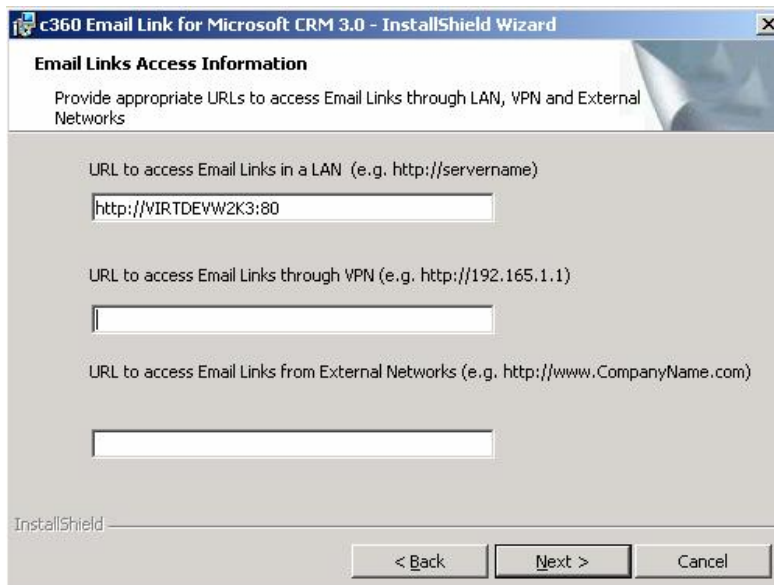 c360 Email Link for Microsoft CRM 3.0 - InstallShield Wizard
Email Links Access Information
Provide appropriate URLs to access Email Links through LAN, VPN and External
Networks
URL to access Email Links in a LAN (e.g. http://servername)
http://VIRTDEVW2K3:80
URL to access Email Links through VPN (e.g. http://192.165.1.1)
URL to access Email Links from External Networks (e.g. http://www.CompanyName.com)
InstallShield
< Back
Next >
Cancel